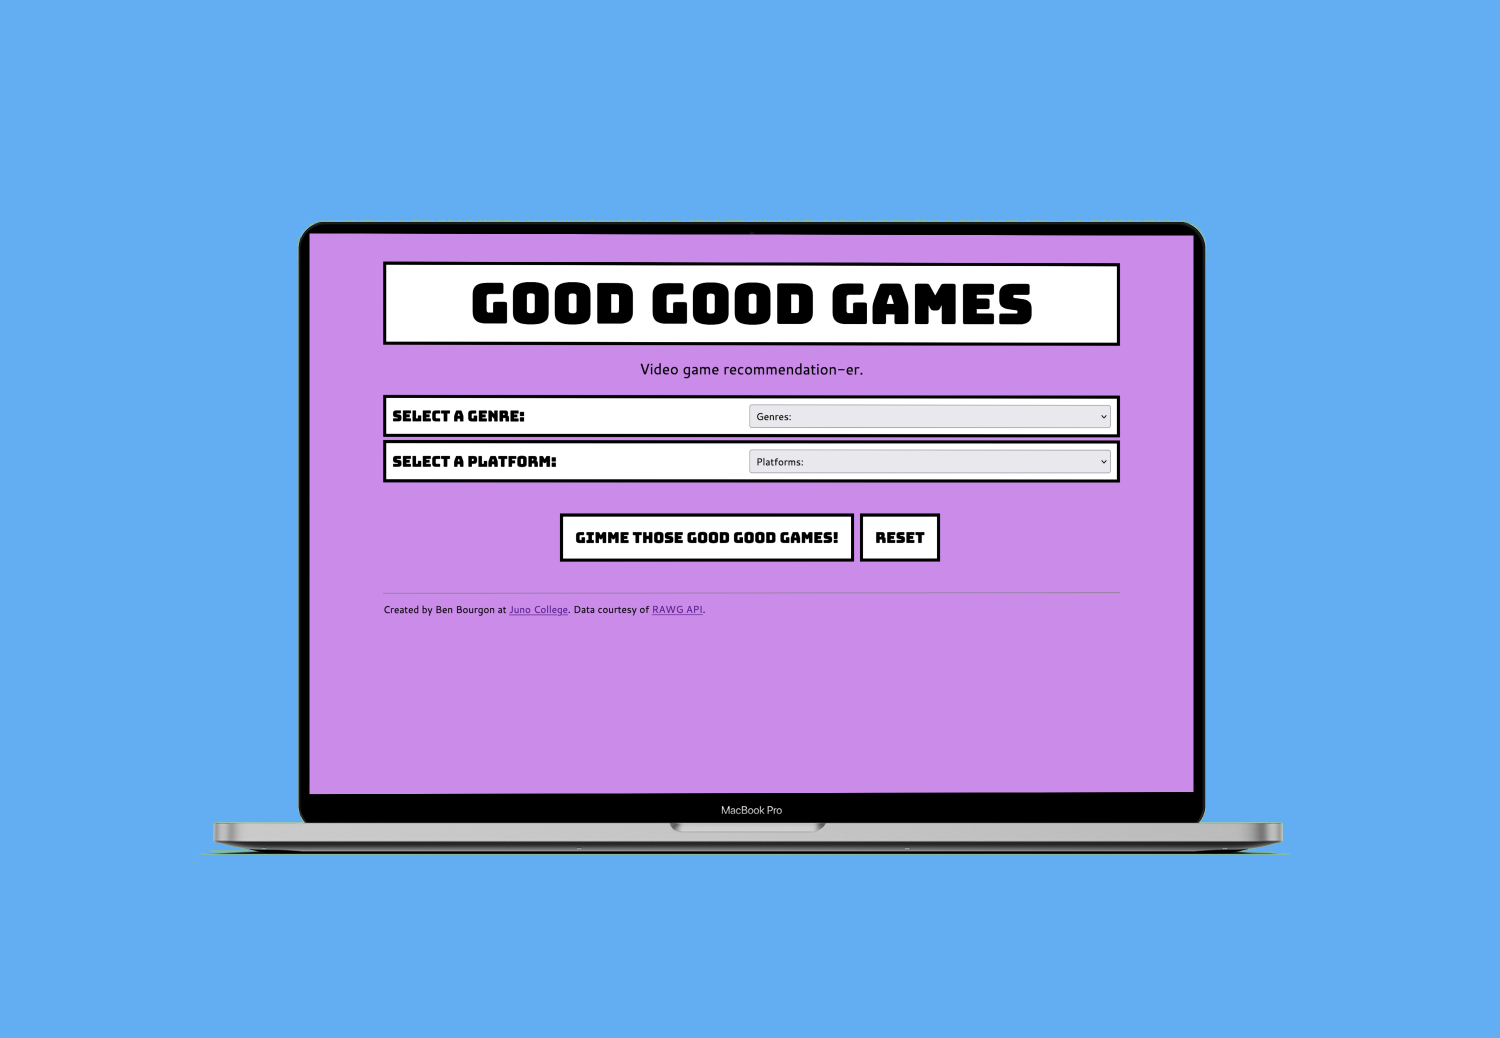 GOOD GOOD GAMES
Video game recommendation-er.
SELECT A GENRE:
Genres:
SELECT A PLATFORM:
Platforms:
GIMME THOSE GOOD GOOD GAMES!
RESET
Created by Ben Bourgon at Juno College. Data courtesy of RAWG API.
MacBook Pro